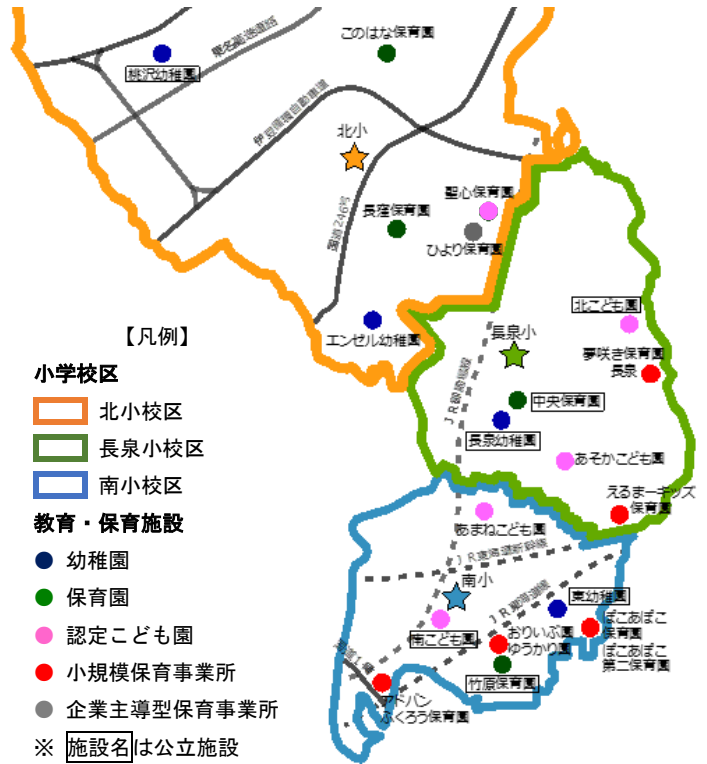 東名高速道路
このはな保育園
桃沢幼稚園
伊豆縦貫自動車道
北小
聖心保育園
長窪保育園
国道246号
ひより保育園
エンゼル幼稚園
北こども園
長泉小
夢咲き保育園
長泉
JR御殿場線
中央保育園
長泉幼稚園
あそかこども園
えるまーキッズ
保育園
あまねこども園
JR東海道新幹線
南小
JR東海道線
東幼稚園
南こども園
おりいぶ園
ゆうかり園
ぽこあぽこ
保育園
ぽこあぽこ
第二保育園
国道1号
竹原保育園
アドバン
ふくろう保育園
【凡例】
小学校区
北小校区
長泉小校区
南小校区
教育・保育施設
幼稚園
保育園
認定こども園
小規模保育事業所
企業主導型保育事業所
※ 施設名は公立施設